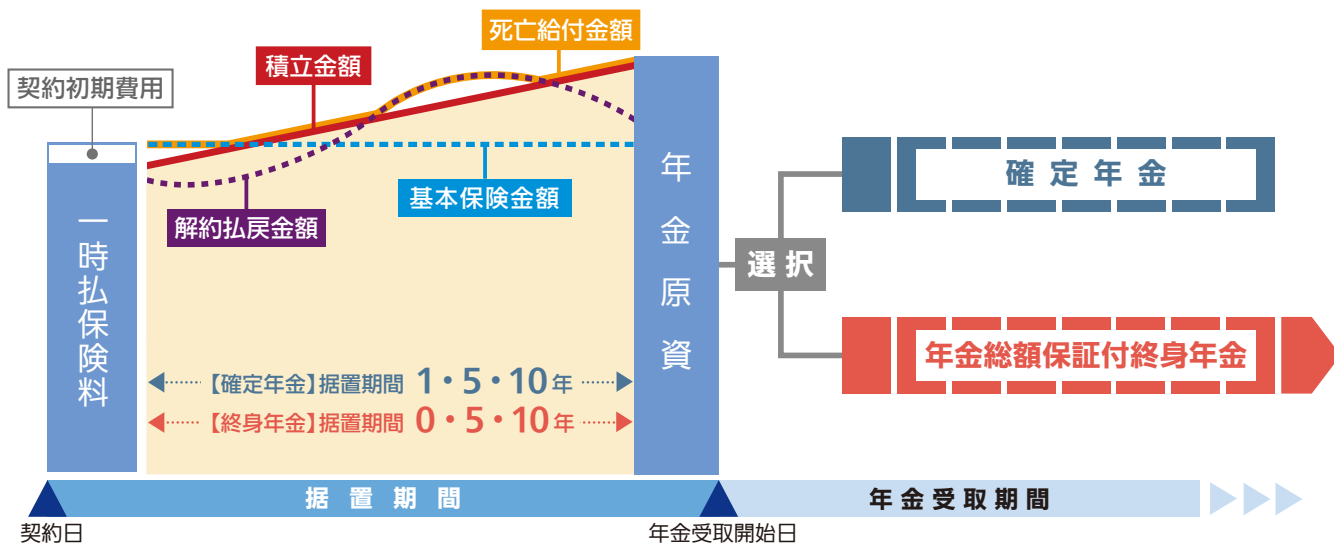 死亡給付金額
積立金額
契約初期費用
基本保険金額
解約払戻金額
一時払保険料
年金原資
選択
確定年金
年金総額保証付終身年金
【確定年金】据置期間 1・5・10年
【終身年金】据置期間 0・5・10年
据置期間
年金受取期間
契約日
年金受取開始日